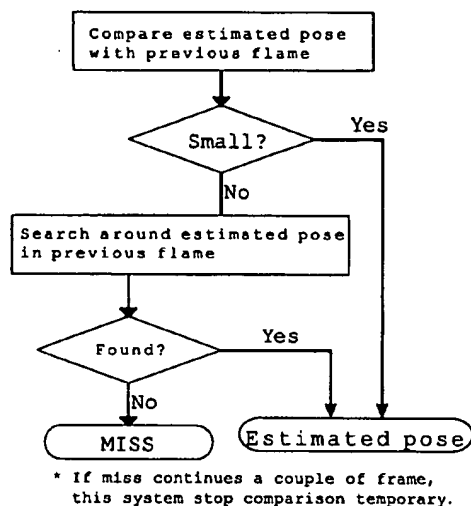 Compare estimated pose
with previous flame
Small?
Yes
No
Search around estimated pose
in previous flame
Found?
Yes
No
MISS
Estimated pose
* If miss continues a couple of frame,
this system stop comparison temporary.